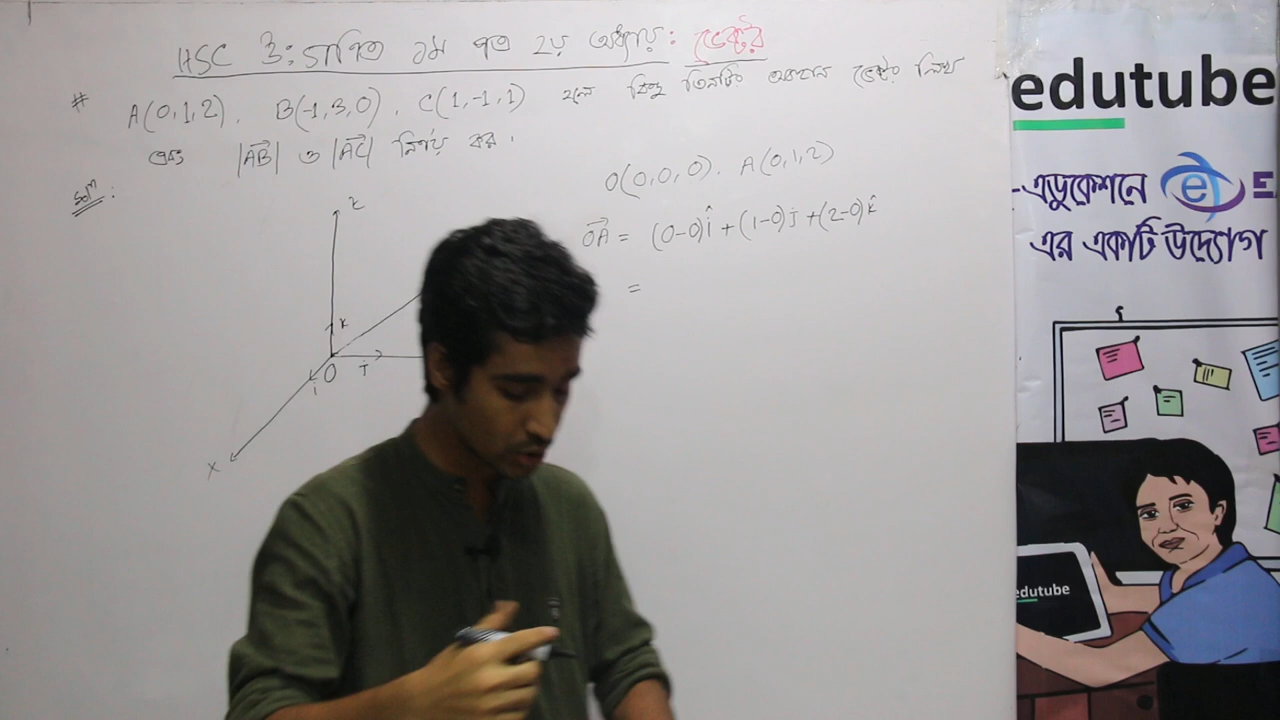 HSC উঃ গণিত ১ম পত্র ২য় অধ্যায়: ভেক্টর
# A(0,1,2), B(-1,3,0), C(1,-1,1) হলে বিন্দু তিনটির অবস্থান ভেক্টর লিখ
এবং |AB→| ও |AC→| নির্ণয় কর।
Solⁿ:
O(0,0,0). A(0,1,2)
OA→ = (0-0)î+(1-0)ĵ+(2-0)k̂
=
k
O
j
i
x
edutube
-এডুকেশনে e
এর একটি উদ্যোগ
edutube